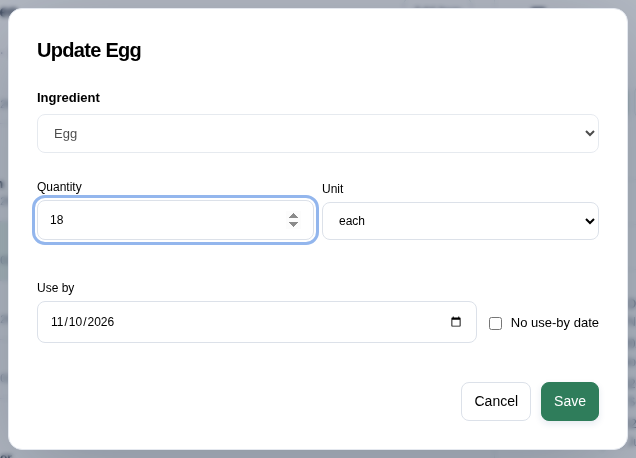 Update Egg
Ingredient
Egg
Quantity
Unit
18
each
Use by
11/10/2026
No use-by date
Cancel
Save